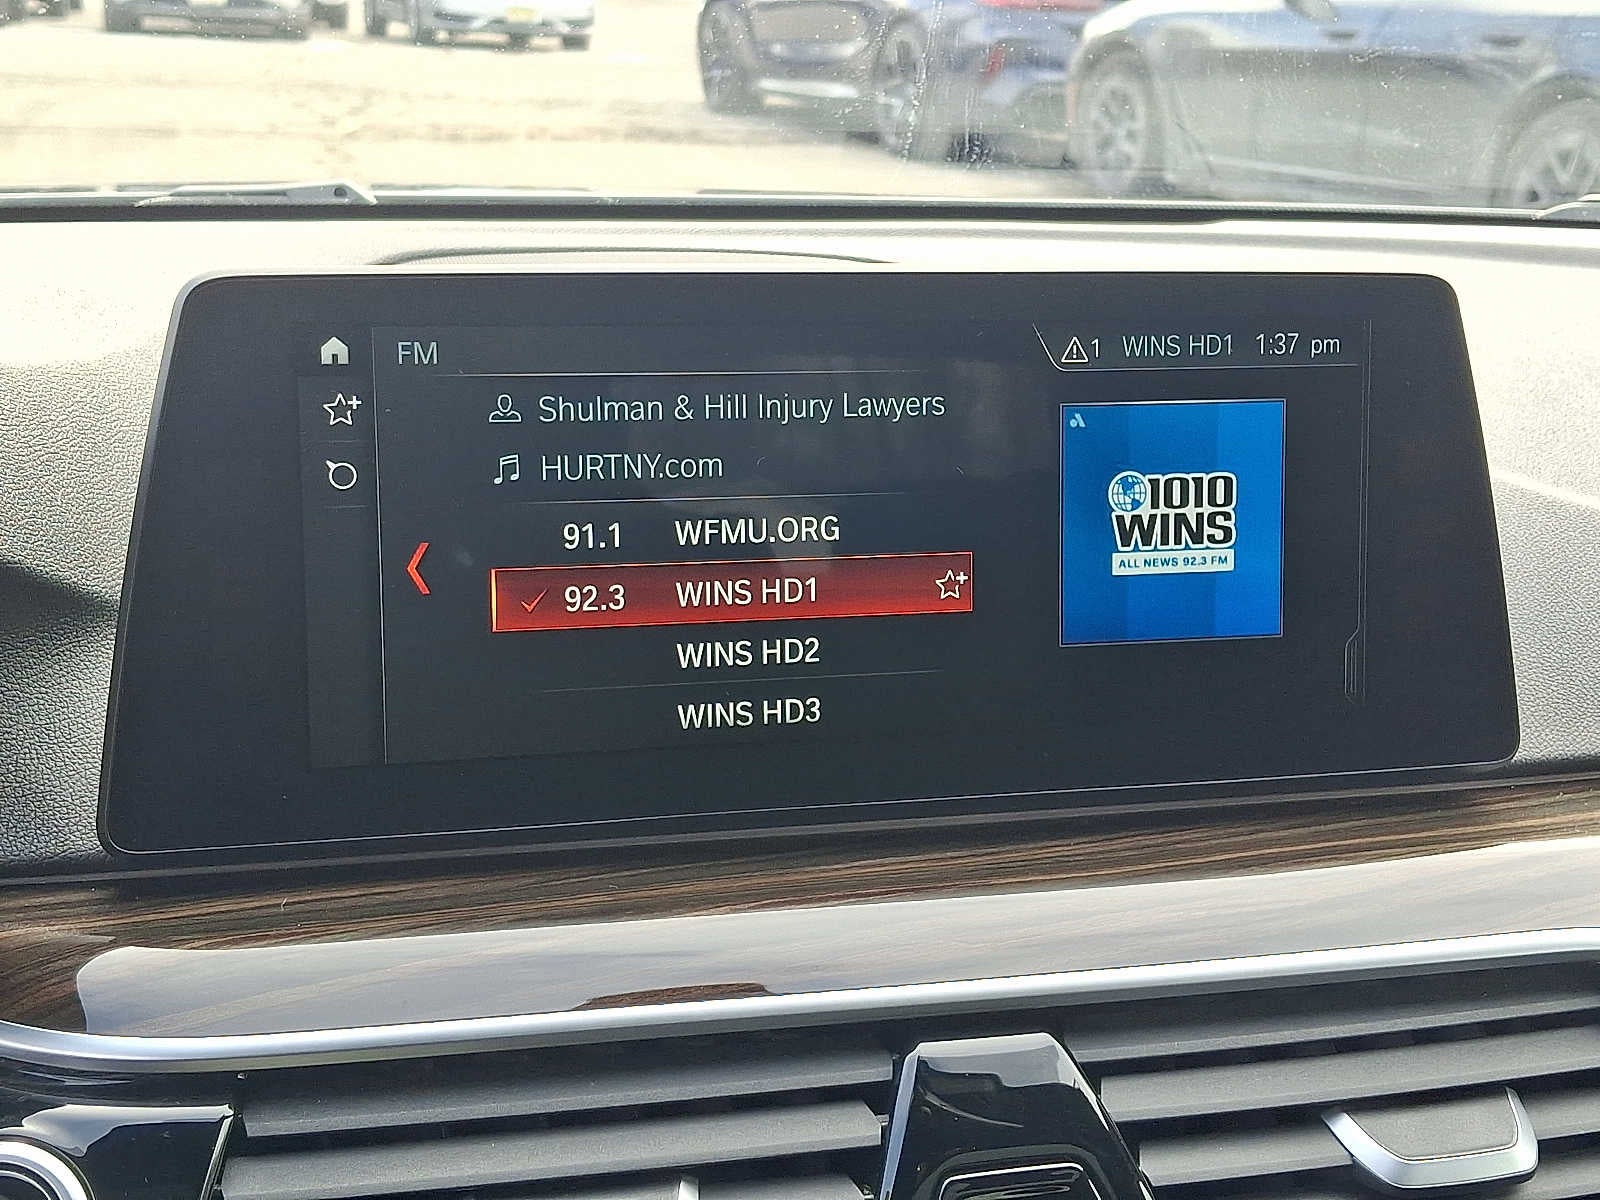 FM
1 WINS HD1 1:37 pm
Shulman & Hill Injury Lawyers
HURTNY.com
91.1 WFMU.ORG
92.3 WINS HD1
WINS HD2
WINS HD3
1010
WINS
ALL NEWS 92.3 FM